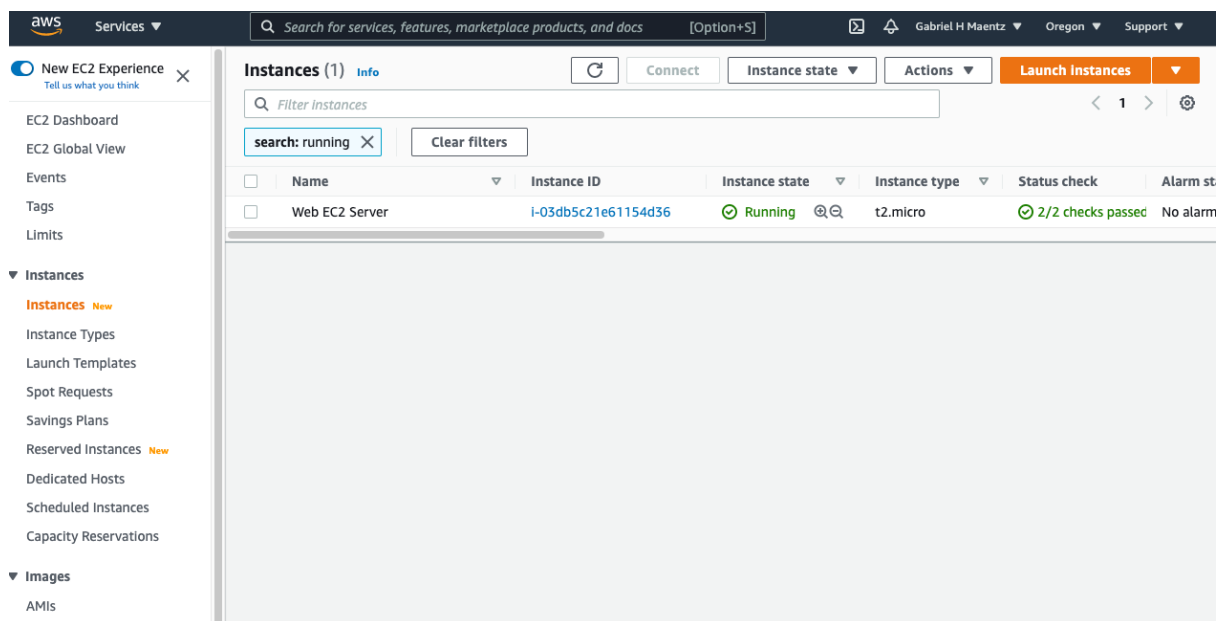 aws Services Search for services, features, marketplace products, and docs [Option+S] Gabriel H Maentz Oregon Support
New EC2 Experience
Tell us what you think
EC2 Dashboard
EC2 Global View
Events
Tags
Limits
Instances
Instances New
Instance Types
Launch Templates
Spot Requests
Savings Plans
Reserved Instances New
Dedicated Hosts
Scheduled Instances
Capacity Reservations
Images
AMIs
Instances (1) Info Connect Instance state Actions Launch instances
Filter instances 1
search: running Clear filters
Name Instance ID Instance state Instance type Status check Alarm st
Web EC2 Server i-03db5c21e61154d36 Running t2.micro 2/2 checks passed No alarm